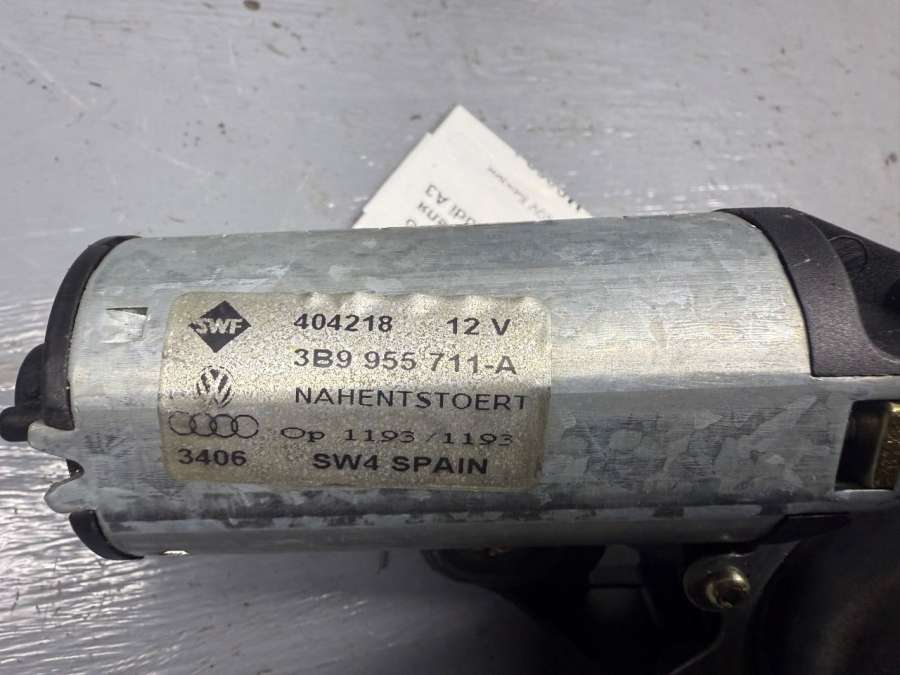 SWF 404218 12 V
3B9 955 711-A
NAHENTSTOERT
Op 1193/1193
3406 SW4 SPAIN